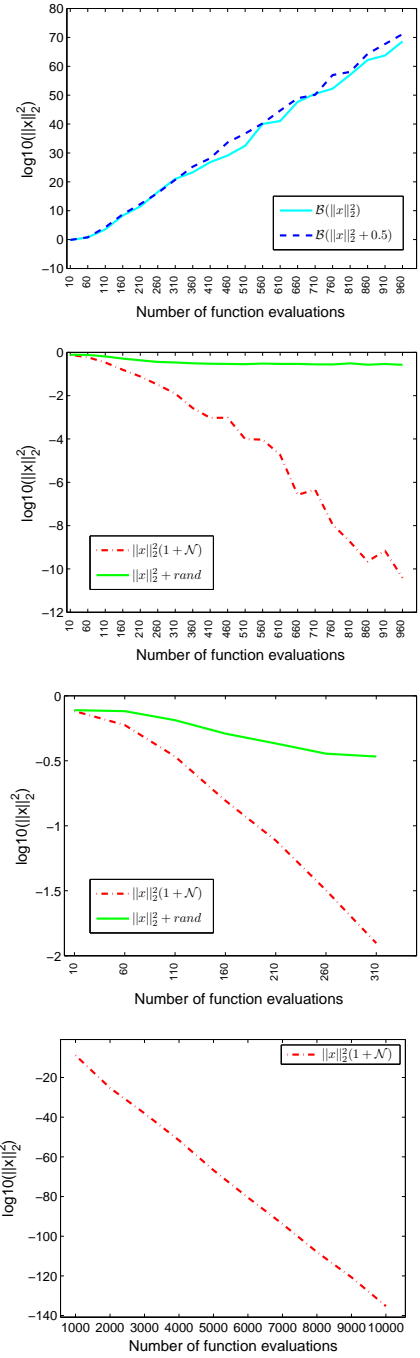 80
70
60
50
40
30
20
10
0
−10
log10(||x||₂²)
𝓑(||x||₂²)
𝓑(||x||₂² + 0.5)
10 60 110 160 210 260 310 360 410 460 510 560 610 660 710 760 810 860 910 960
Number of function evaluations
0
−2
−4
−6
−8
−10
−12
log10(||x||₂²)
||x||₂²(1 + 𝒩)
||x||₂² + rand
10 60 110 160 210 260 310 360 410 460 510 560 610 660 710 760 810 860 910 960
Number of function evaluations
0
−0.5
−1
−1.5
−2
log10(||x||₂²)
||x||₂²(1 + 𝒩)
||x||₂² + rand
10 60 110 160 210 260 310
Number of function evaluations
||x||₂²(1 + 𝒩)
−20
−40
−60
−80
−100
−120
−140
log10(||x||₂²)
1000 2000 3000 4000 5000 6000 7000 8000 9000 10000
Number of function evaluations